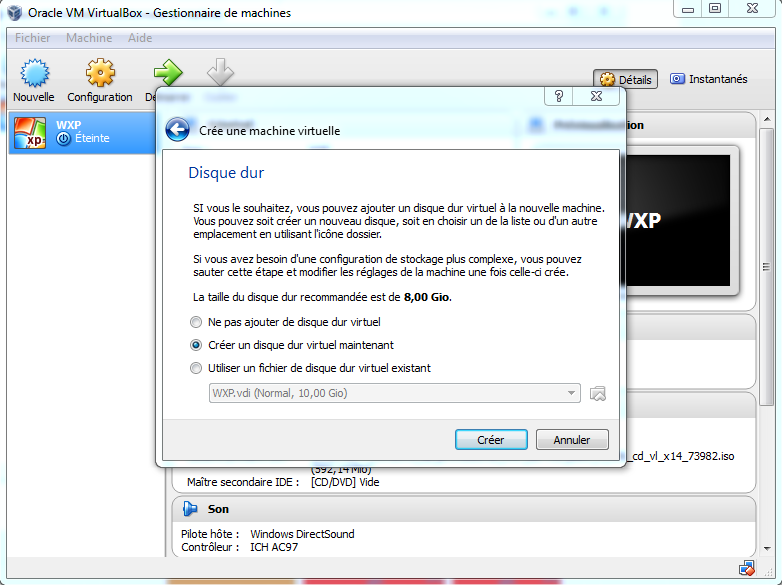 Oracle VM VirtualBox - Gestionnaire de machines
Fichier Machine Aide
Nouvelle Configuration
Détails Instantanés
WXP
Éteinte
Crée une machine virtuelle
Disque dur
SI vous le souhaitez, vous pouvez ajouter un disque dur virtuel à la nouvelle machine.
Vous pouvez soit créer un nouveau disque, soit en choisir un de la liste ou d'un autre
emplacement en utilisant l'icône dossier.
Si vous avez besoin d'une configuration de stockage plus complexe, vous pouvez
sauter cette étape et modifier les réglages de la machine une fois celle-ci crée.
La taille du disque dur recommandée est de 8,00 Gio.
Ne pas ajouter de disque dur virtuel
Créer un disque dur virtuel maintenant
Utiliser un fichier de disque dur virtuel existant
WXP.vdi (Normal, 10,00 Gio)
Créer Annuler
_cd_vl_x14_73982.iso
(592,14 Mio)
Maître secondaire IDE : [CD/DVD] Vide
Son
Pilote hôte : Windows DirectSound
Contrôleur : ICH AC97